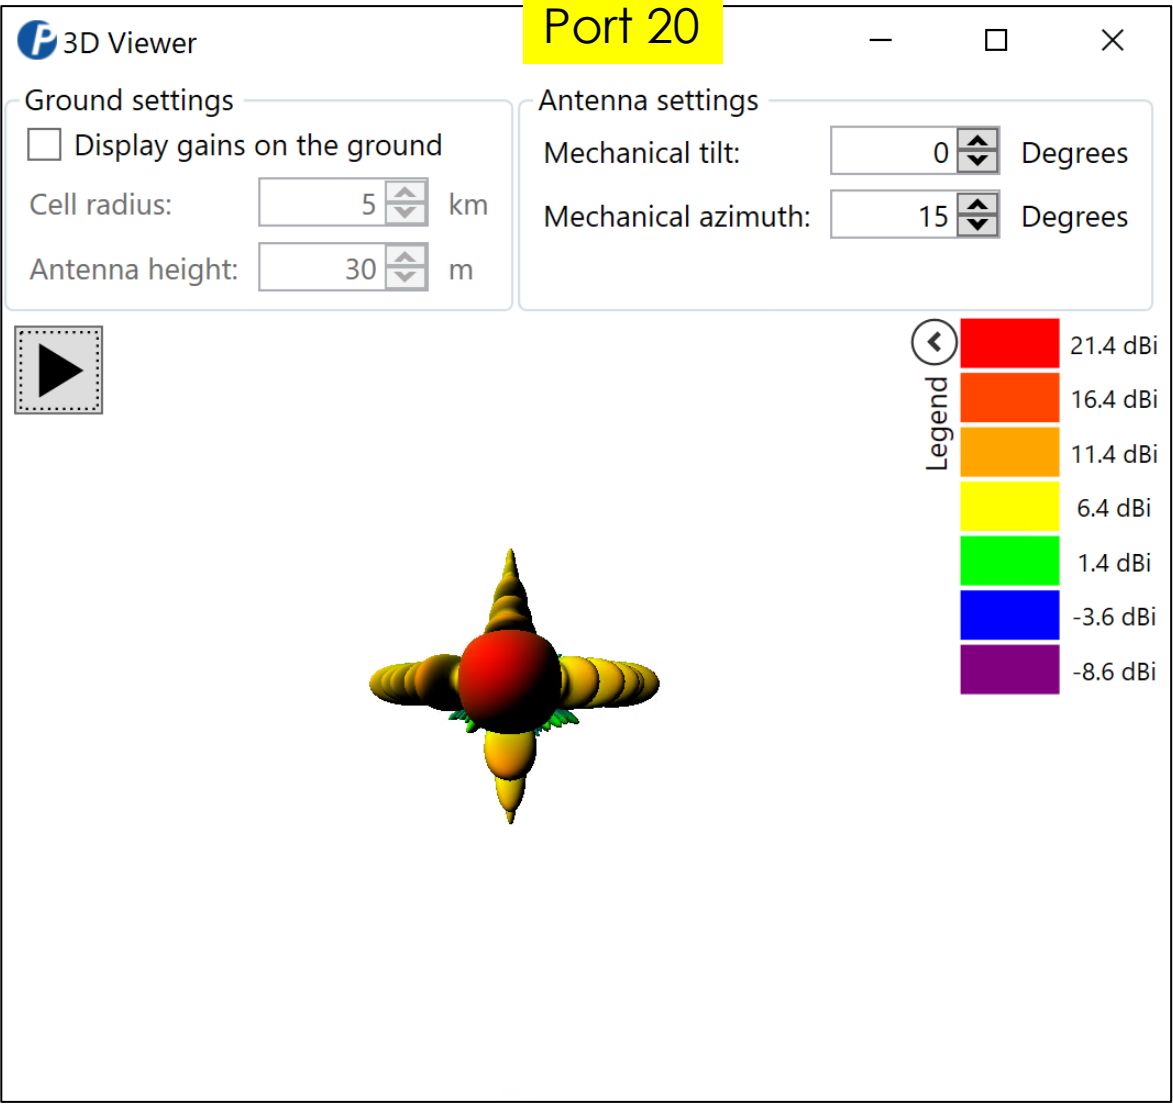 Port 20
3D Viewer
Ground settings
Display gains on the ground
Cell radius: 5 km
Antenna height: 30 m
Antenna settings
Mechanical tilt: 0 Degrees
Mechanical azimuth: 15 Degrees
Legend
21.4 dBi
16.4 dBi
11.4 dBi
6.4 dBi
1.4 dBi
-3.6 dBi
-8.6 dBi